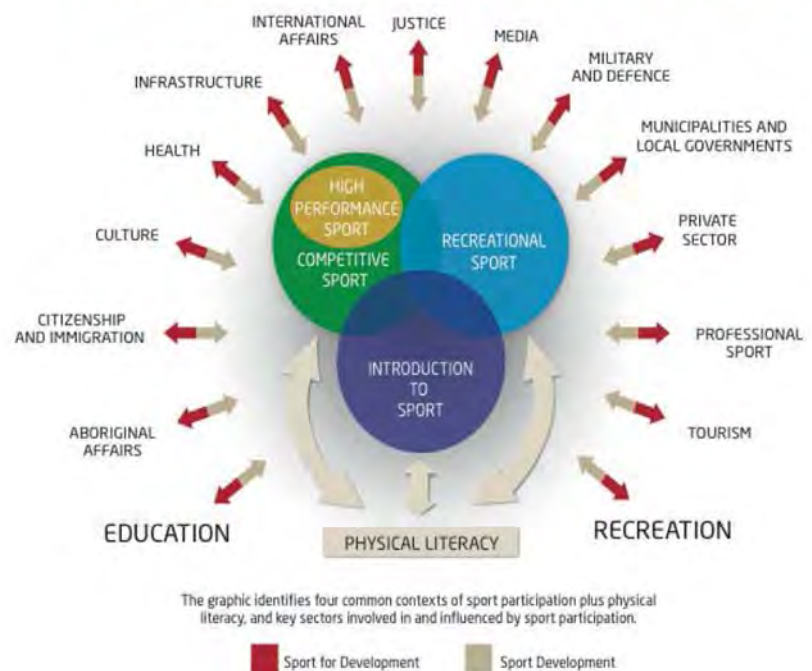 INTERNATIONAL
AFFAIRS
JUSTICE
MEDIA
MILITARY
AND DEFENCE
INFRASTRUCTURE
MUNICIPALITIES AND
LOCAL GOVERNMENTS
HEALTH
HIGH
PERFORMANCE
SPORT
COMPETITIVE
SPORT
RECREATIONAL
SPORT
PRIVATE
SECTOR
CULTURE
CITIZENSHIP
AND IMMIGRATION
INTRODUCTION
TO
SPORT
PROFESSIONAL
SPORT
ABORIGINAL
AFFAIRS
TOURISM
EDUCATION
PHYSICAL LITERACY
RECREATION
The graphic identifies four common contexts of sport participation plus physical
literacy, and key sectors involved in and influenced by sport participation.
Sport for Development
Sport Development